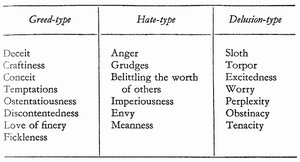 Greed-type Hate-type Delusion-type
Deceit Anger Sloth
Craftiness Grudges Torpor
Conceit Belittling the worth Excitedness
Temptations of others Worry
Ostentatiousness Imperiousness Perplexity
Discontentedness Envy Obstinacy
Love of finery Meanness Tenacity
Fickleness